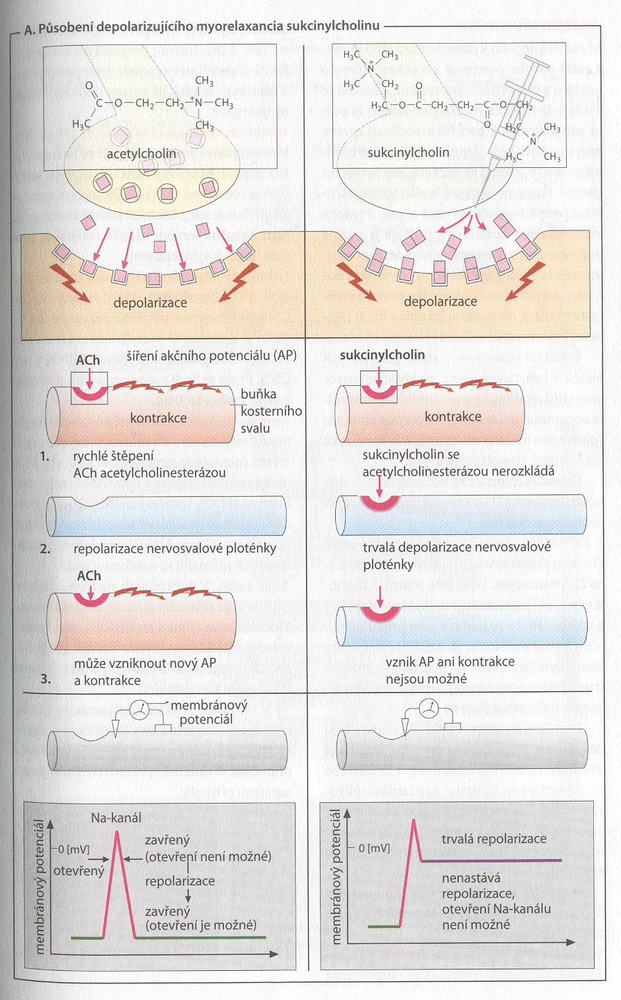 A. Působení depolarizujícího myorelaxancia sukcinylcholinu
O
C—O—CH₂—CH₂—N—CH₃
+
CH₃
CH₃
H₃C
acetylcholin
H₃C
CH₃
N
+
H₃C
CH₂
H₂C—O—C—CH₂—CH₂—C—O—CH₂
O
O
H₂C
CH₃
N
+
H₃C
CH₃
sukcinylcholin
depolarizace
depolarizace
ACh
šíření akčního potenciálu (AP)
kontrakce
buňka
kosterního
svalu
1.
rychlé štěpení
ACh acetylcholinesterázou
2.
repolarizace nervosvalové ploténky
ACh
3.
může vzniknout nový AP
a kontrakce
sukcinylcholin
kontrakce
sukcinylcholin se
acetylcholinesterázou nerozkládá
trvalá depolarizace nervosvalové
ploténky
vznik AP ani kontrakce
nejsou možné
membránový
potenciál
membránový potenciál
Na-kanál
0 [mV]
otevřený
zavřený
(otevření není možné)
repolarizace
zavřený
(otevření je možné)
membránový potenciál
0 [mV]
trvalá repolarizace
nenastává
repolarizace,
otevření Na-kanálu
není možné